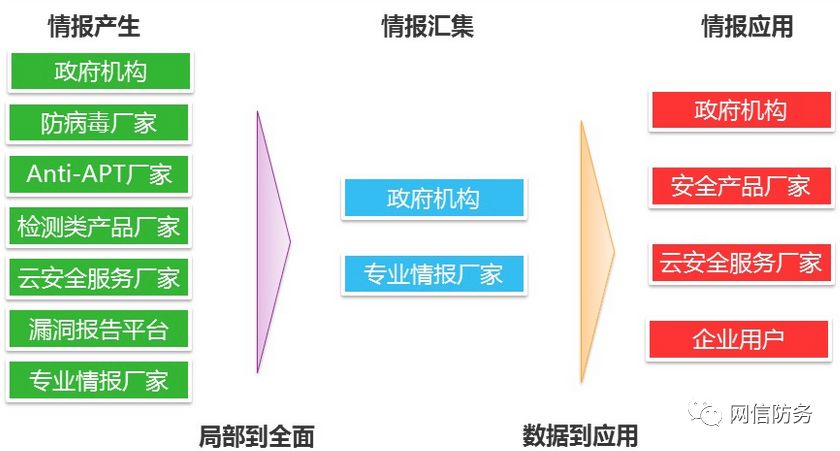 情报产生
政府机构
防病毒厂家
Anti-APT厂家
检测类产品厂家
云安全服务厂家
漏洞报告平台
专业情报厂家
局部到全面
情报汇集
政府机构
专业情报厂家
数据到应用
情报应用
政府机构
安全产品厂家
云安全服务厂家
企业用户
网信防务